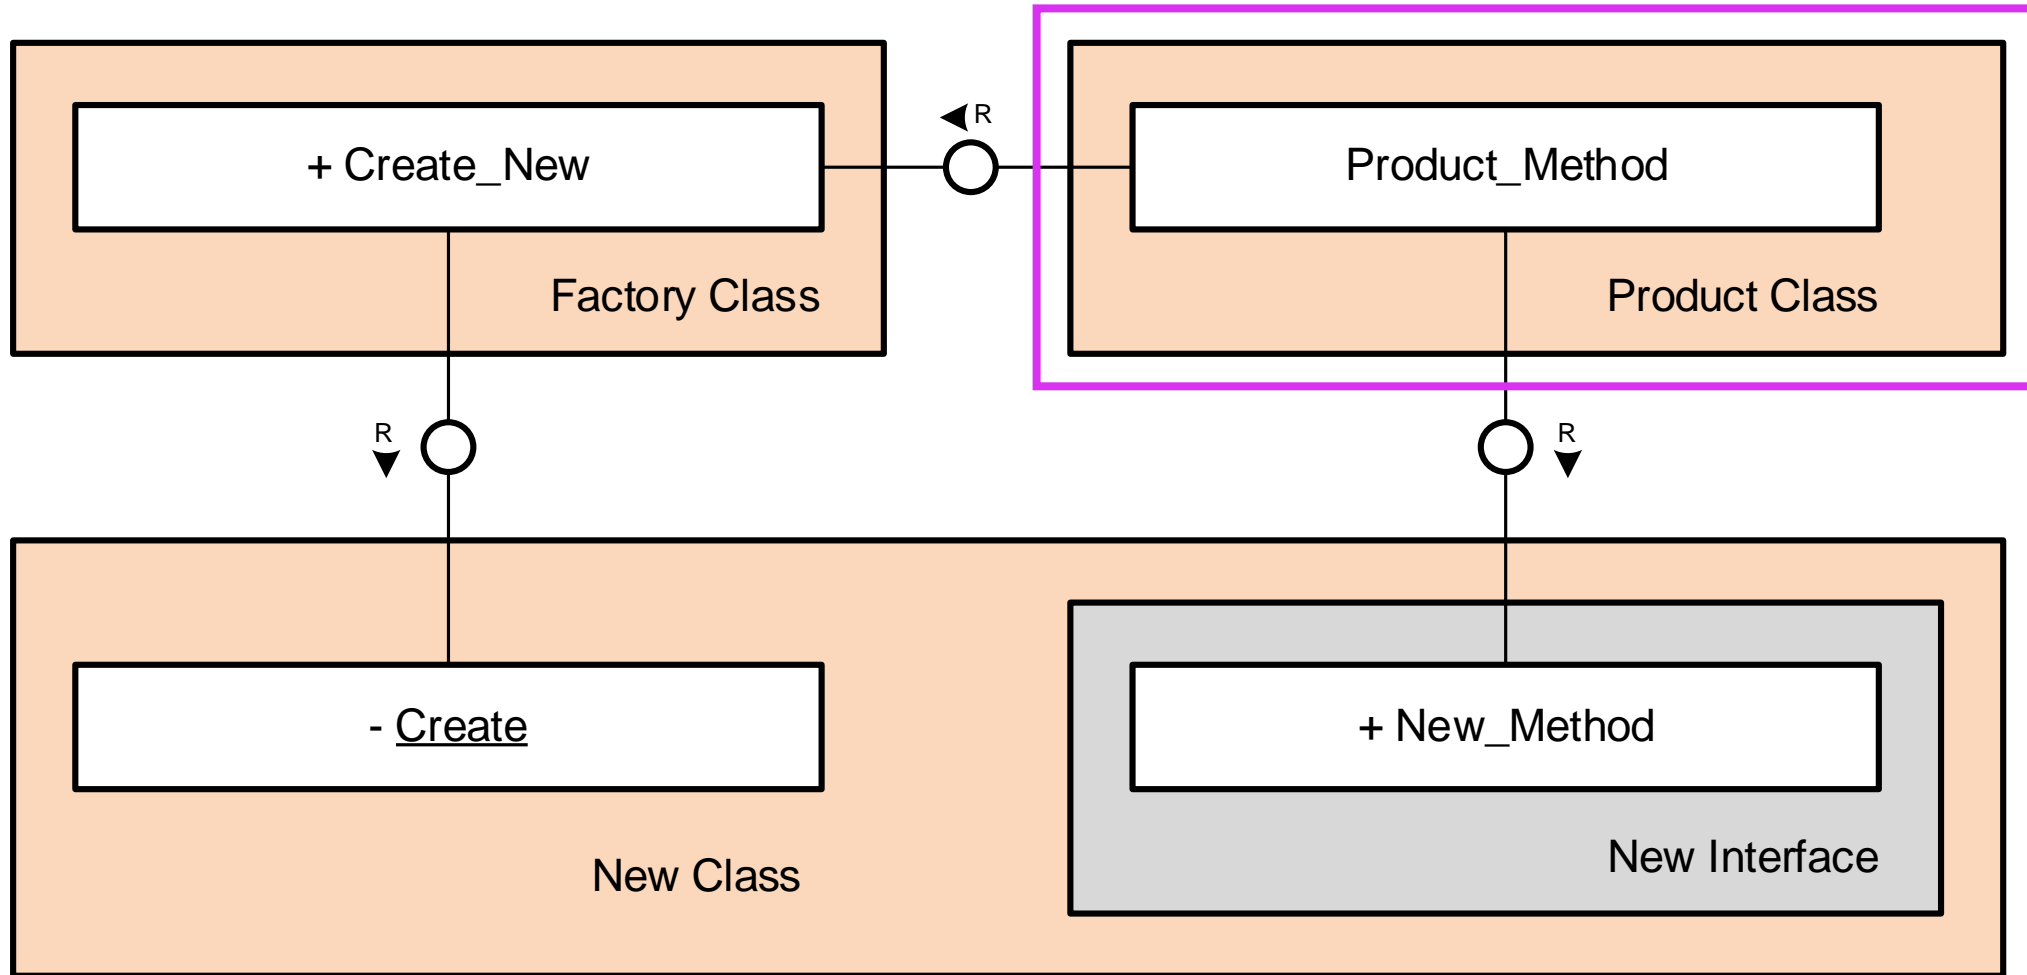 R
+ Create_New
Product_Method
Factory Class
Product Class
R
R
- Create
+ New_Method
New Interface
New Class